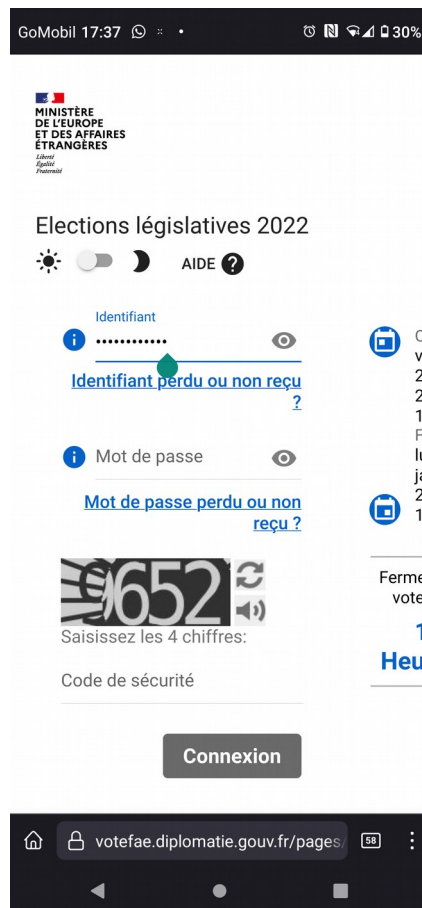 GoMobil 17:37
30%
MINISTÈRE
DE L'EUROPE
ET DES AFFAIRES
ÉTRANGÈRES
Liberté
Égalité
Fraternité
Elections législatives 2022
AIDE ?
Identifiant
Identifiant perdu ou non reçu
?
Mot de passe
Mot de passe perdu ou non
reçu ?
9652
Saisissez les 4 chiffres:
Code de sécurité
Connexion
Ferme
vote
Heu
votefae.diplomatie.gouv.fr/pages/
58